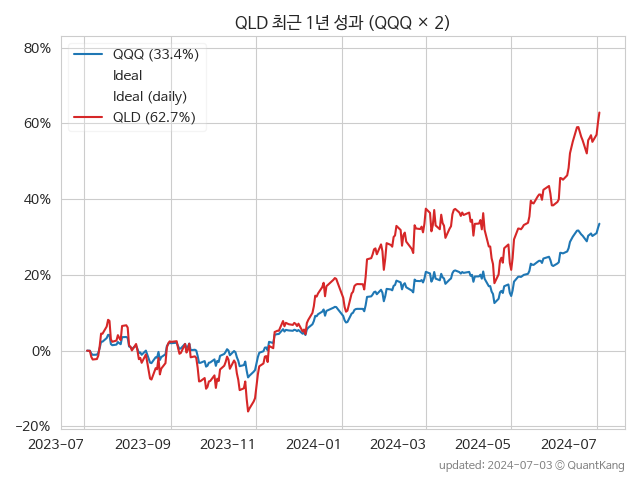 QLD 최근 1년 성과 (QQQ × 2)
80%
60%
40%
20%
0%
−20%
QQQ (33.4%)
Ideal
Ideal (daily)
QLD (62.7%)
2023-07
2023-09
2023-11
2024-01
2024-03
2024-05
2024-07
updated: 2024-07-03 © QuantKang